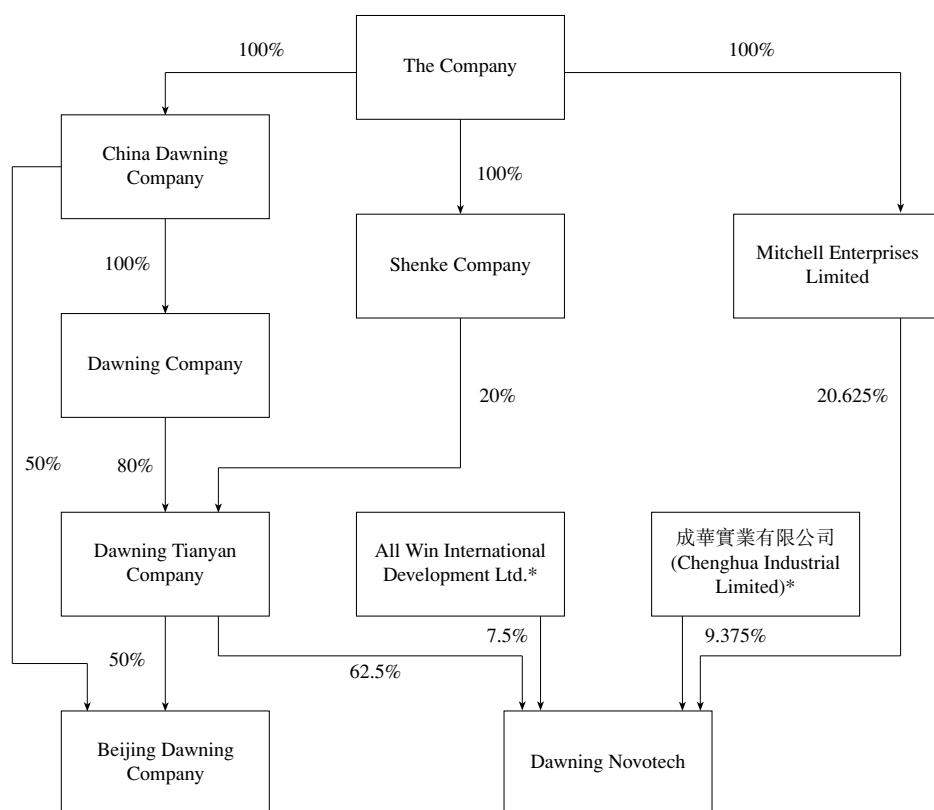 100%
The Company
100%
China Dawning
Company
100%
100%
Shenke Company
Mitchell Enterprises
Limited
Dawning Company
20%
20.625%
50%
80%
Dawning Tianyan
Company
All Win International
Development Ltd.*
成華實業有限公司
(Chenghua Industrial
Limited)*
7.5%
9.375%
50%
62.5%
Beijing Dawning
Company
Dawning Novotech